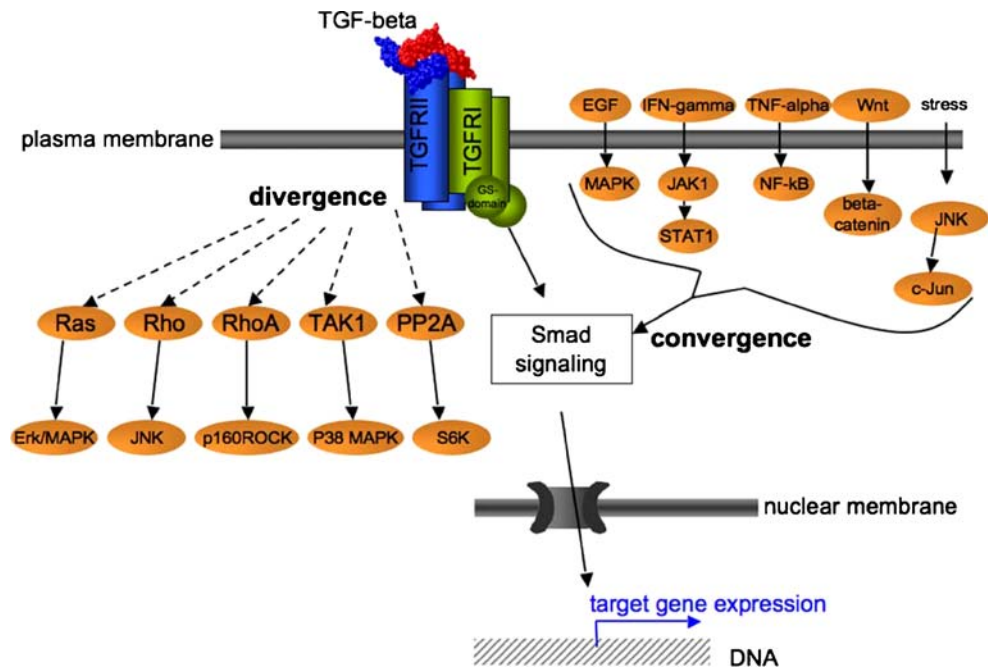 TGF-beta
TGFRII
TGFRI
GS-
domain
EGF
IFN-gamma
TNF-alpha
Wnt
stress
plasma membrane
MAPK
JAK1
NF-kB
STAT1
beta-
catenin
JNK
c-Jun
divergence
Ras
Rho
RhoA
TAK1
PP2A
Smad
signaling
convergence
Erk/MAPK
JNK
p160ROCK
P38 MAPK
S6K
nuclear membrane
target gene expression
DNA